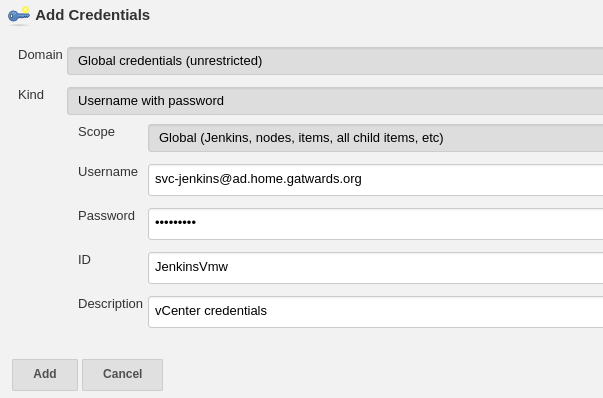 Add Credentials
Domain
Global credentials (unrestricted)
Kind
Username with password
Scope
Global (Jenkins, nodes, items, all child items, etc)
Username
svc-jenkins@ad.home.gatwards.org
Password
•••••••••
ID
JenkinsVmw
Description
vCenter credentials
Add
Cancel